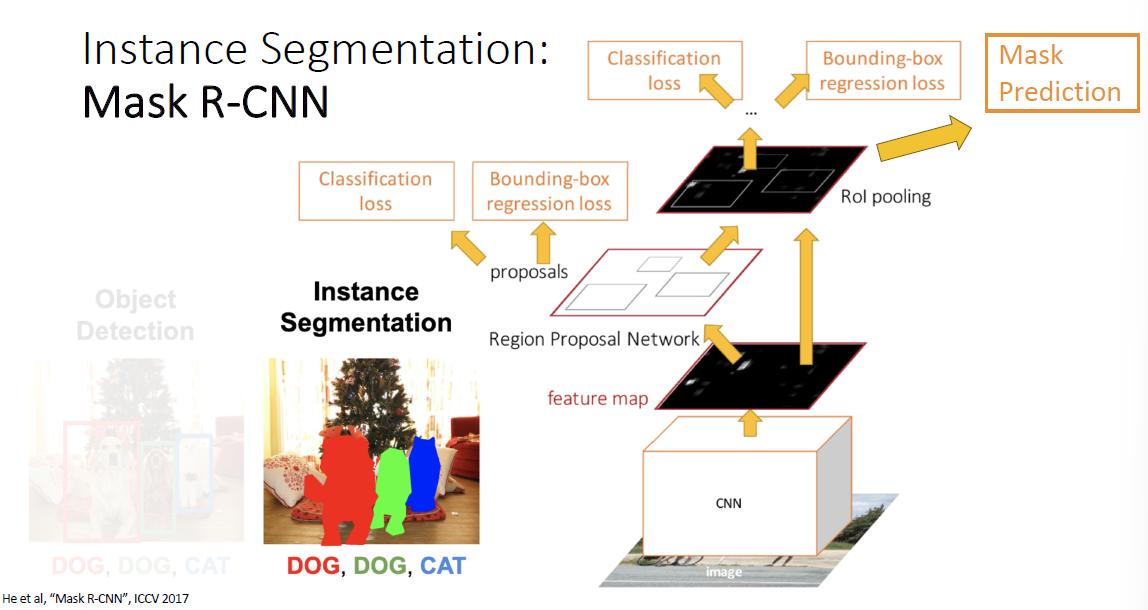 Instance Segmentation:
Mask R-CNN
Classification
loss
Bounding-box
regression loss
Mask
Prediction
...
Classification
loss
Bounding-box
regression loss
RoI pooling
proposals
Region Proposal Network
feature map
CNN
image
Object
Detection
DOG, DOG, CAT
Instance
Segmentation
DOG, DOG, CAT
He et al, “Mask R-CNN”, ICCV 2017